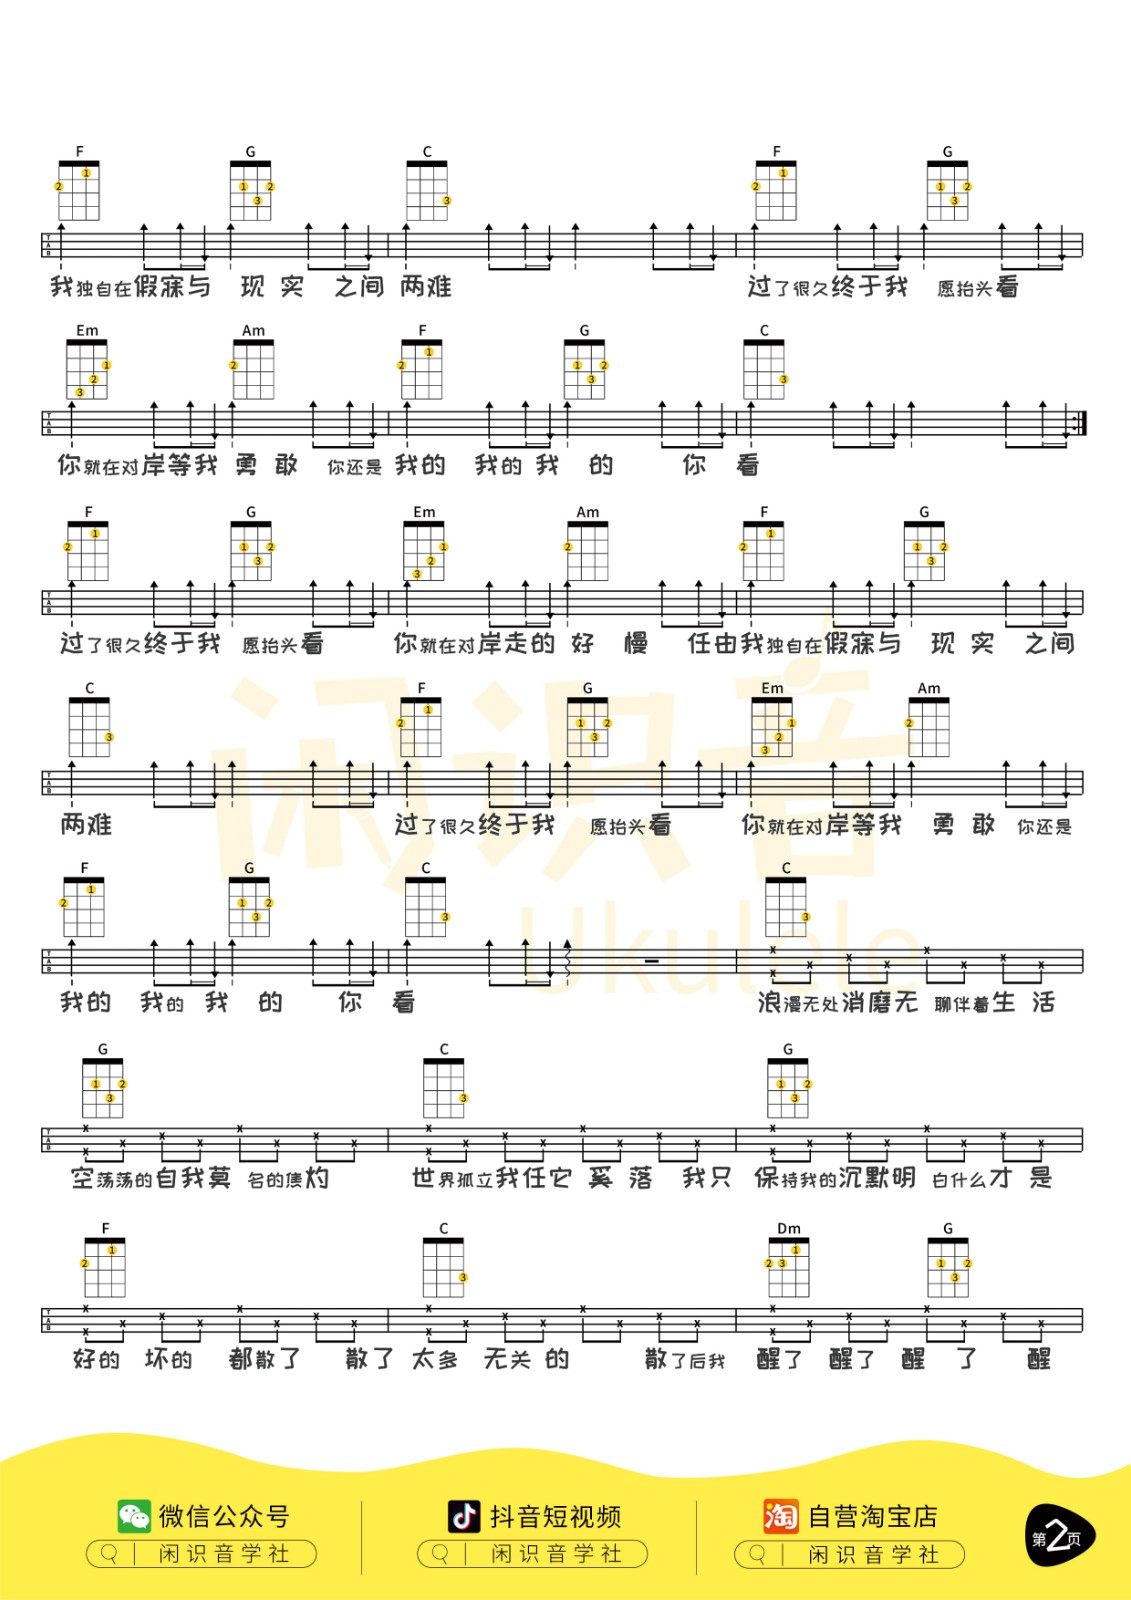 F G C F G
我独自在假寐与 现 实 之间 两难 过了很久终于我 愿抬头看
Em Am F G C
你就在对岸等我 勇 敢 你还是 我的 我的 我 的 你 看
F G Em Am F G
过了很久终于我 愿抬头看 你就在对岸走的 好 慢 任由我独自在假寐与 现 实 之间
C F G Em Am
两难 过了很久终于我 愿抬头看 你就在对岸等我 勇 敢 你还是
F G C C
我的 我的 我 的 你 看 浪漫无处消磨无 聊伴着生 活
G C G
空荡荡的自我莫 名的焦灼 世界孤立我任它 奚 落 我只 保持我的沉默明 白什么才 是
F C Dm G
好的 坏的 都散了 散了 太多 无关 的 散了后我 醒了 醒了 醒 了 醒
闲识音
Ukulele
微信公众号 抖音短视频 自营淘宝店
闲识音学社 闲识音学社 闲识音学社
第2页